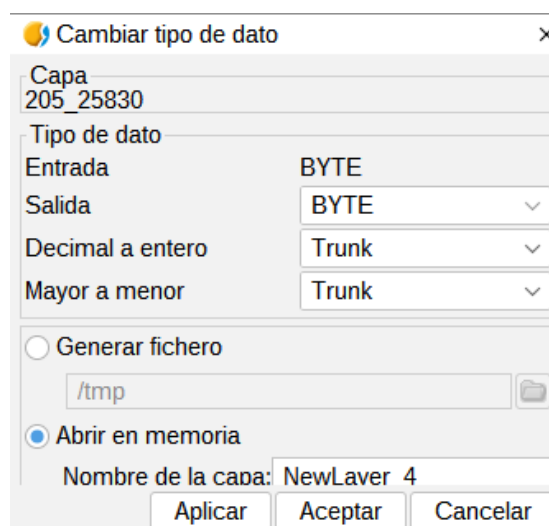 Cambiar tipo de dato
Capa
205_25830
Tipo de dato
Entrada BYTE
Salida BYTE
Decimal a entero Trunk
Mayor a menor Trunk
Generar fichero
/tmp
Abrir en memoria
Nombre de la capa: NewLayer_4
Aplicar Aceptar Cancelar